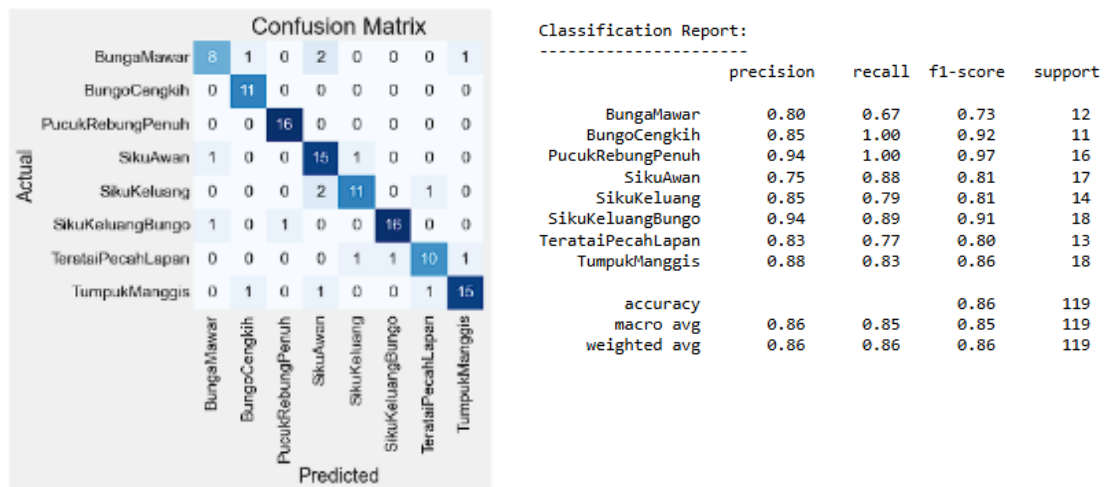 Confusion Matrix
Actual
BungaMawar 8 1 0 2 0 0 0 1
BungoCengkih 0 11 0 0 0 0 0 0
PucukRebungPenuh 0 0 16 0 0 0 0 0
SikuAwan 1 0 0 15 1 0 0 0
SikuKeluang 0 0 0 2 11 0 1 0
SikuKeluangBungo 1 0 1 0 0 16 0 0
TerataiPecahLapan 0 0 0 0 1 1 10 1
TumpukManggis 0 1 0 1 0 0 1 15
BungaMawar
BungoCengkih
PucukRebungPenuh
SikuAwan
SikuKeluang
SikuKeluangBungo
TerataiPecahLapan
TumpukManggis
Predicted
Classification Report:
----------------------
precision recall f1-score support
BungaMawar 0.80 0.67 0.73 12
BungoCengkih 0.85 1.00 0.92 11
PucukRebungPenuh 0.94 1.00 0.97 16
SikuAwan 0.75 0.88 0.81 17
SikuKeluang 0.85 0.79 0.81 14
SikuKeluangBungo 0.94 0.89 0.91 18
TerataiPecahLapan 0.83 0.77 0.80 13
TumpukManggis 0.88 0.83 0.86 18
accuracy 0.86 119
macro avg 0.86 0.85 0.85 119
weighted avg 0.86 0.86 0.86 119